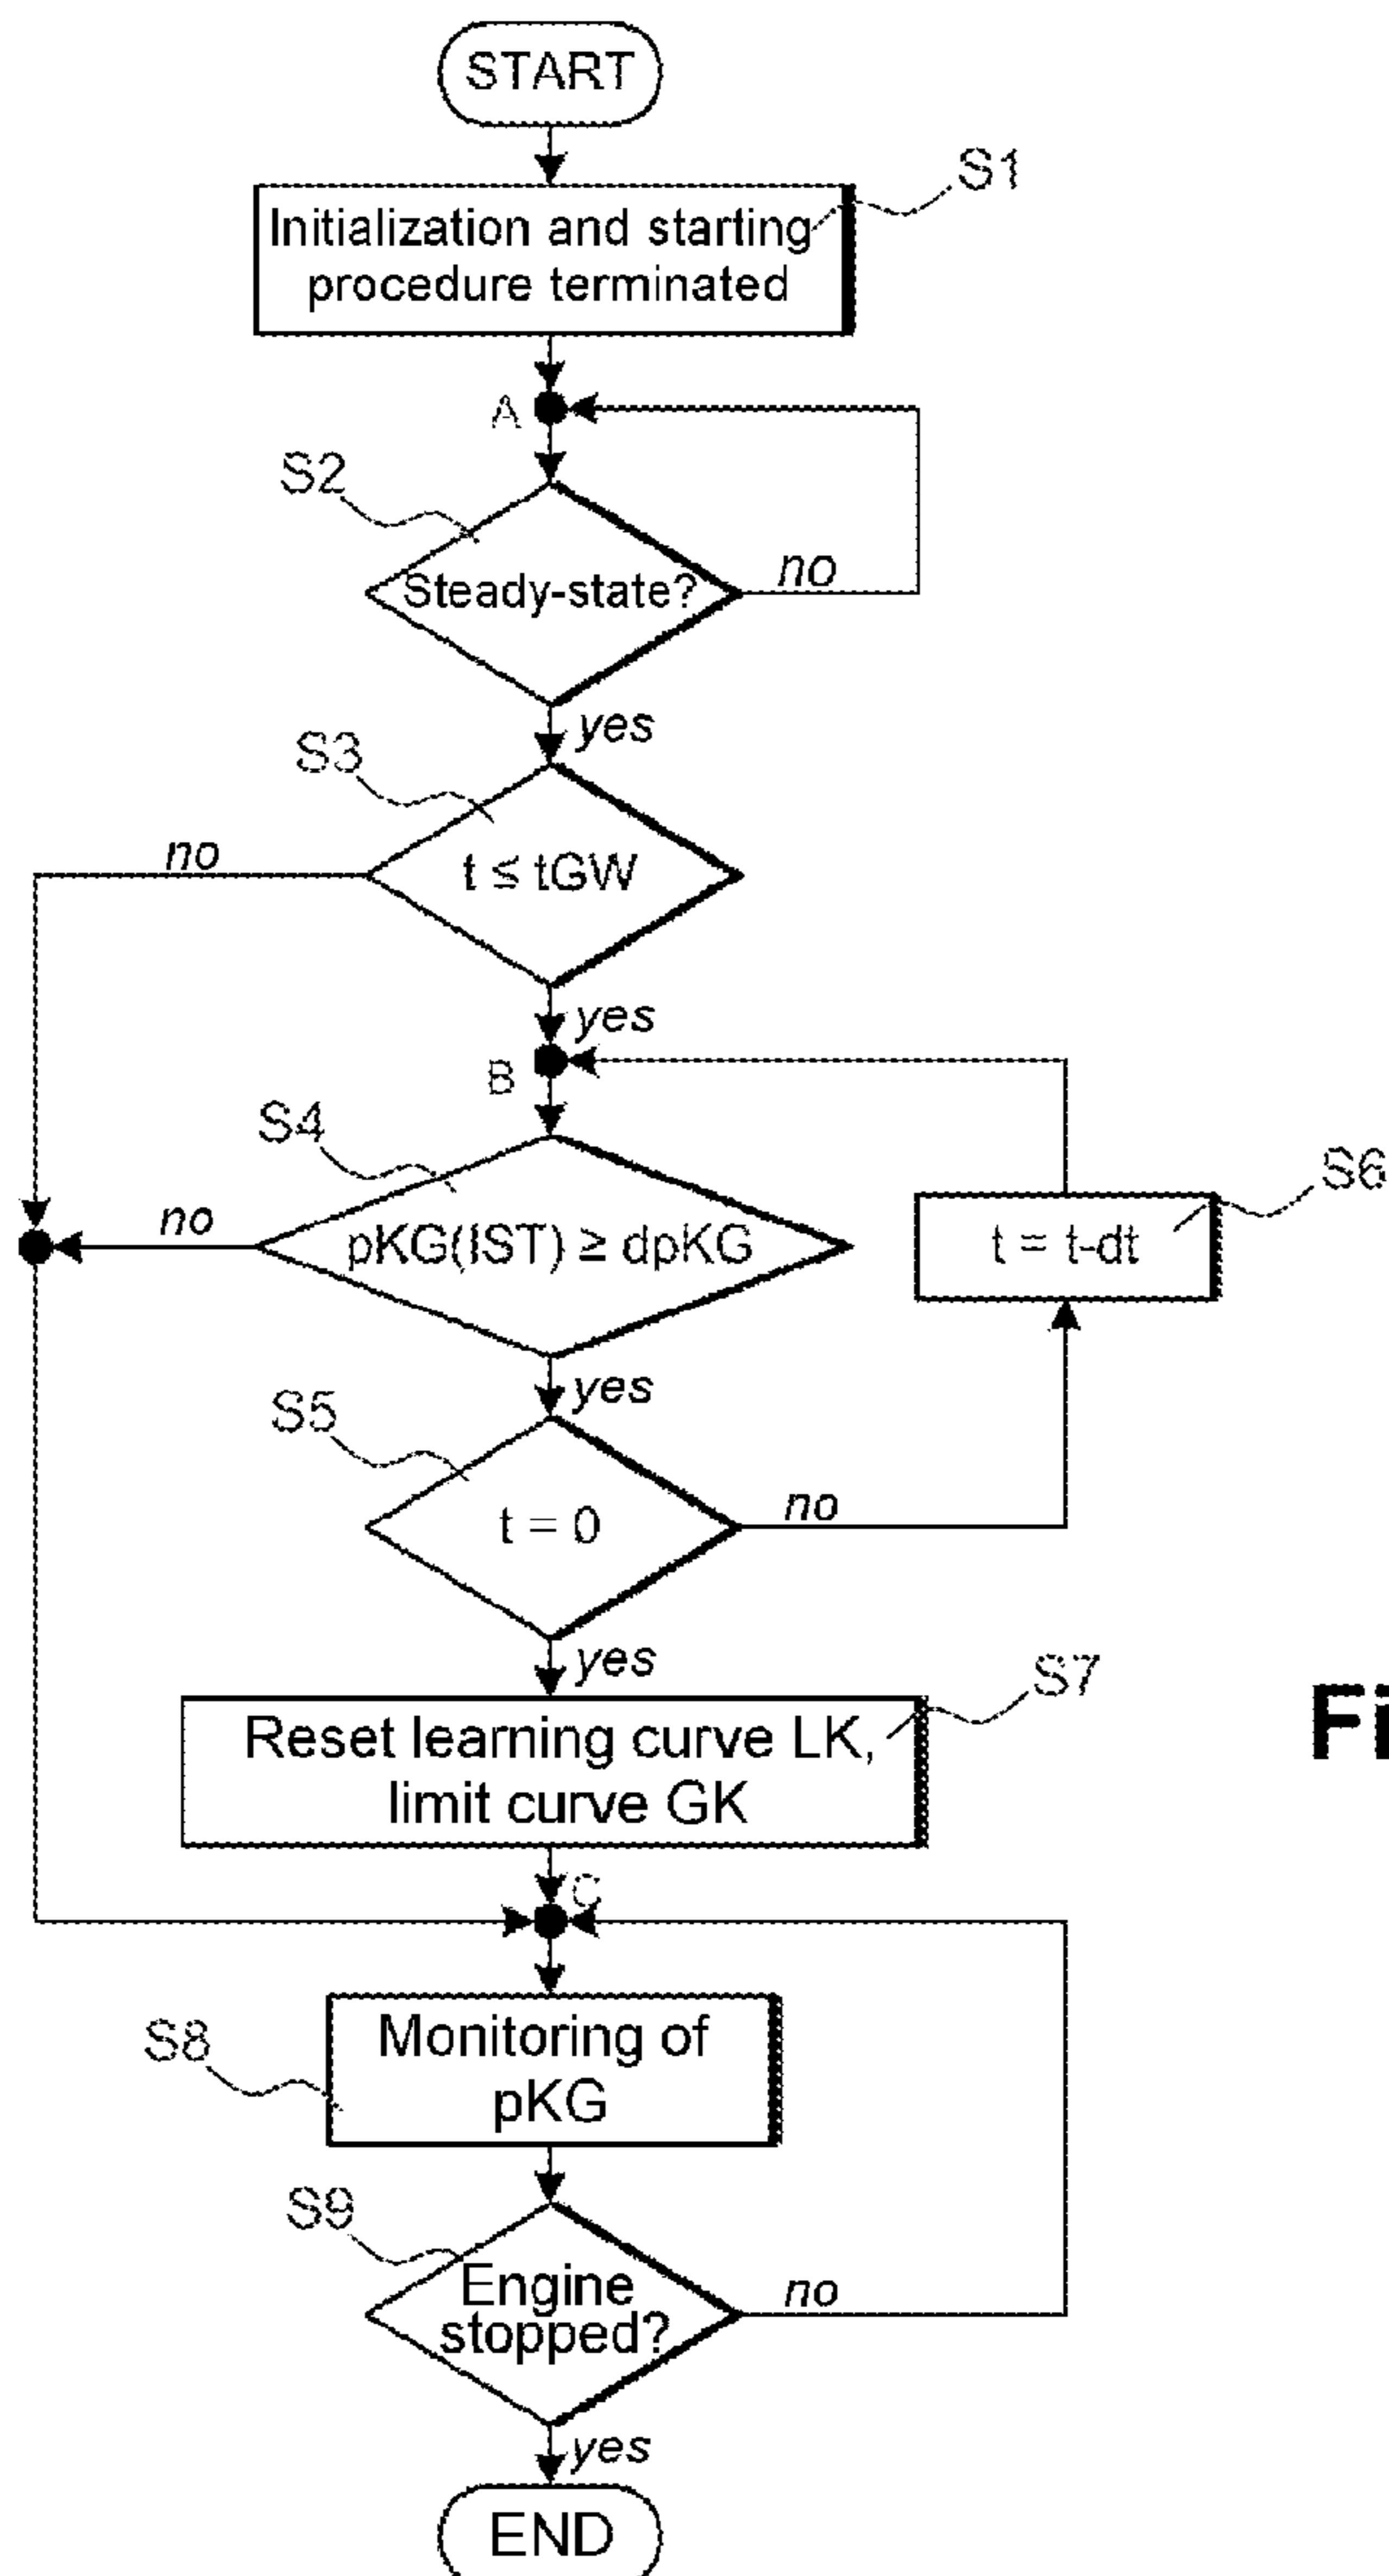 START
S1
Initialization and starting
procedure terminated
A
S2
Steady-state?
no
yes
S3
t ≤ tGW
no
yes
B
S4
pKG(IST) ≥ dpKG
no
S6
t = t-dt
yes
S5
t = 0
no
yes
S7
Reset learning curve LK,
limit curve GK
Fi
C
S8
Monitoring of
pKG
S9
Engine
stopped?
no
yes
END